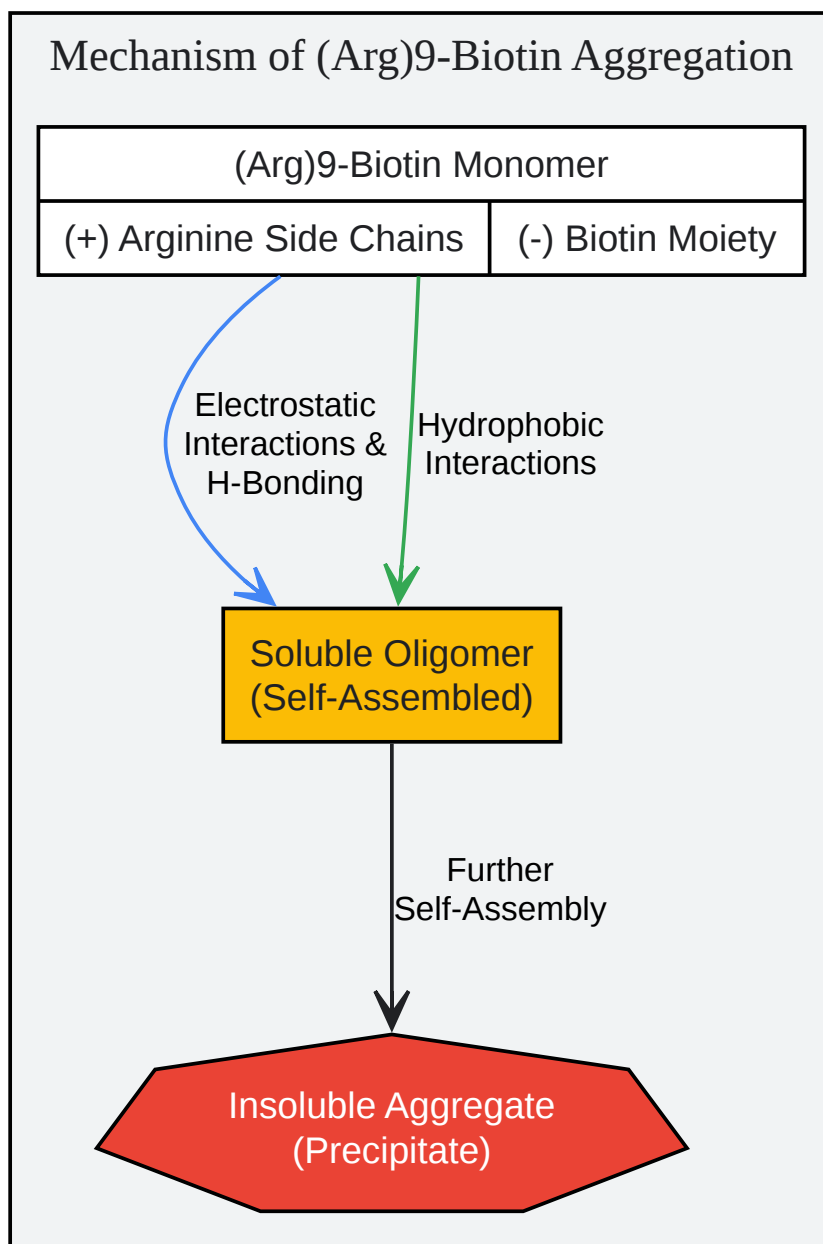 Mechanism of (Arg)9-Biotin Aggregation
(Arg)9-Biotin Monomer
(+) Arginine Side Chains
(-) Biotin Moiety
Electrostatic
Interactions &
H-Bonding
Hydrophobic
Interactions
Soluble Oligomer
(Self-Assembled)
Further
Self-Assembly
Insoluble Aggregate
(Precipitate)